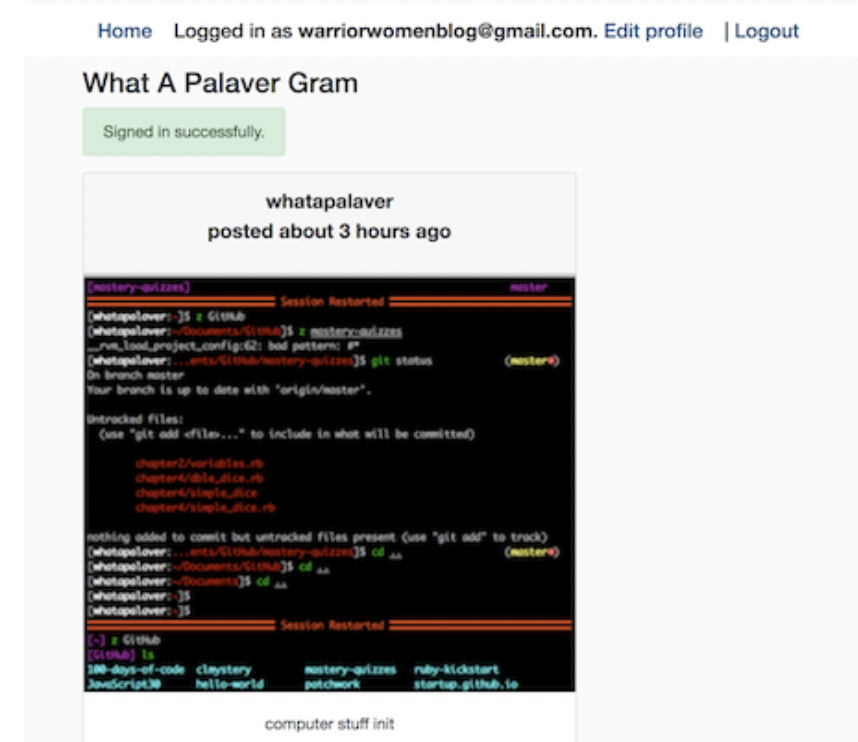 Home Logged in as warriorwomenblog@gmail.com. Edit profile | Logout
What A Palaver Gram
Signed in successfully.
whatapalaver
posted about 3 hours ago
[mastery-quizzes] master
Session Restored
[whatapalaver:~]$ z GitHub
[whatapalaver:~/Documents/GitHub]$ z mastery-quizzes
__rvm_load_project_config:62: bad pattern: #*
[whatapalaver:...ents/GitHub/mastery-quizzes]$ git status (master*)
On branch master
Your branch is up to date with 'origin/master'.
Untracked files:
(use "git add <file>..." to include in what will be committed)
chapter2/variables.rb
chapter4/dble_dice.rb
chapter4/simple_dice
chapter4/simple_dice.rb
nothing added to commit but untracked files present (use "git add" to track)
[whatapalaver:...ents/GitHub/mastery-quizzes]$ cd .. (master*)
[whatapalaver:~/Documents/GitHub]$ cd ..
[whatapalaver:~/Documents]$ cd ..
[whatapalaver:~]$
[whatapalaver:~]$
Session Restored
[~] z GitHub
[GitHub] ls
100-days-of-code clmystery mastery-quizzes ruby-kickstart
JavaScript30 hello-world patchwork startup.github.io
computer stuff init